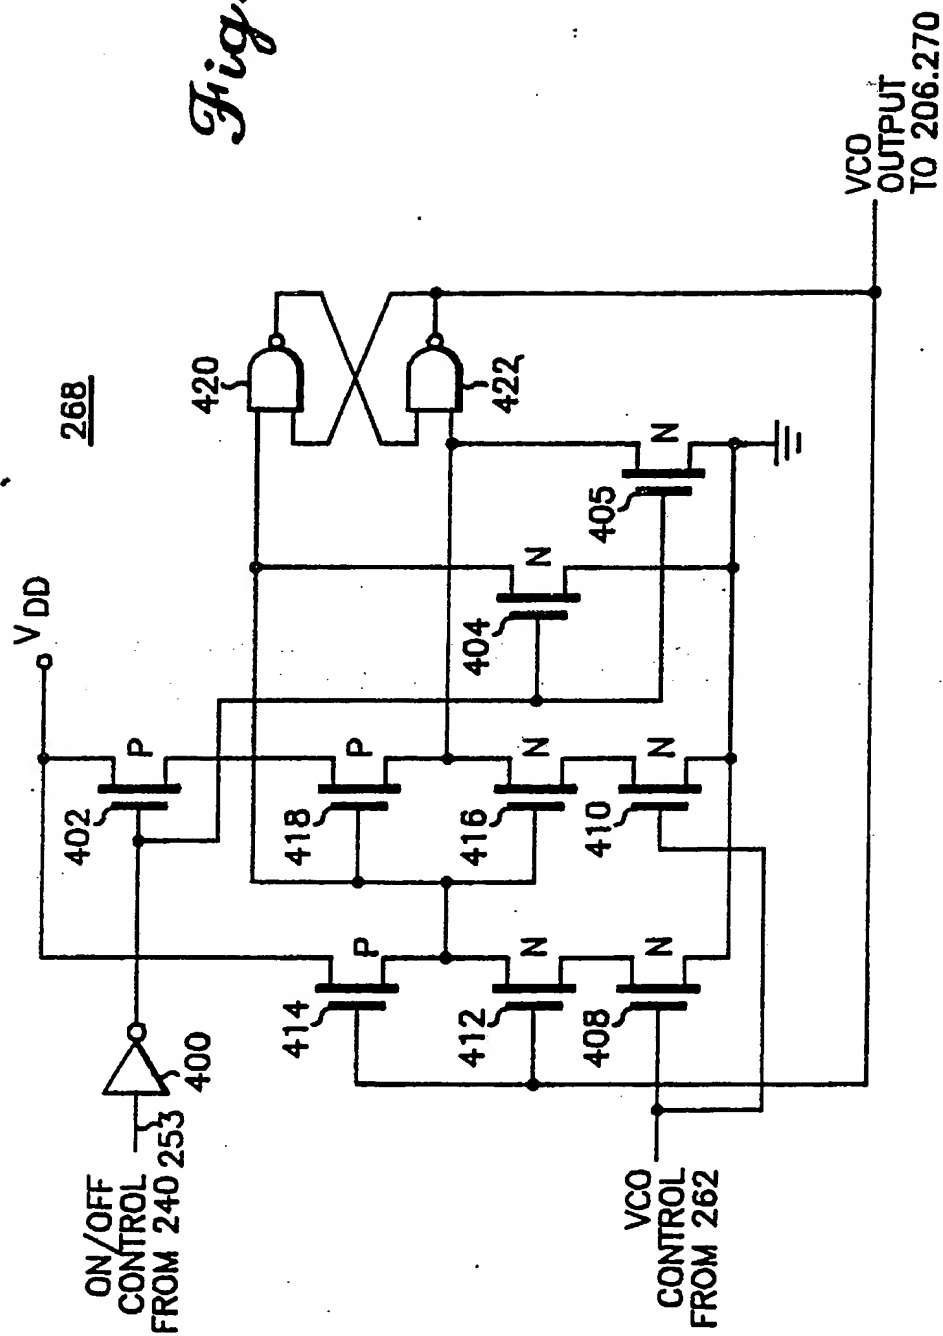 Fig.
268
VCO
OUTPUT
TO 206.270
420
422
V DD
N
405
N
404
P
402
P
418
N
416
N
410
P
414
N
412
N
408
400
253
ON/OFF
CONTROL
FROM 240
VCO
CONTROL
FROM 262